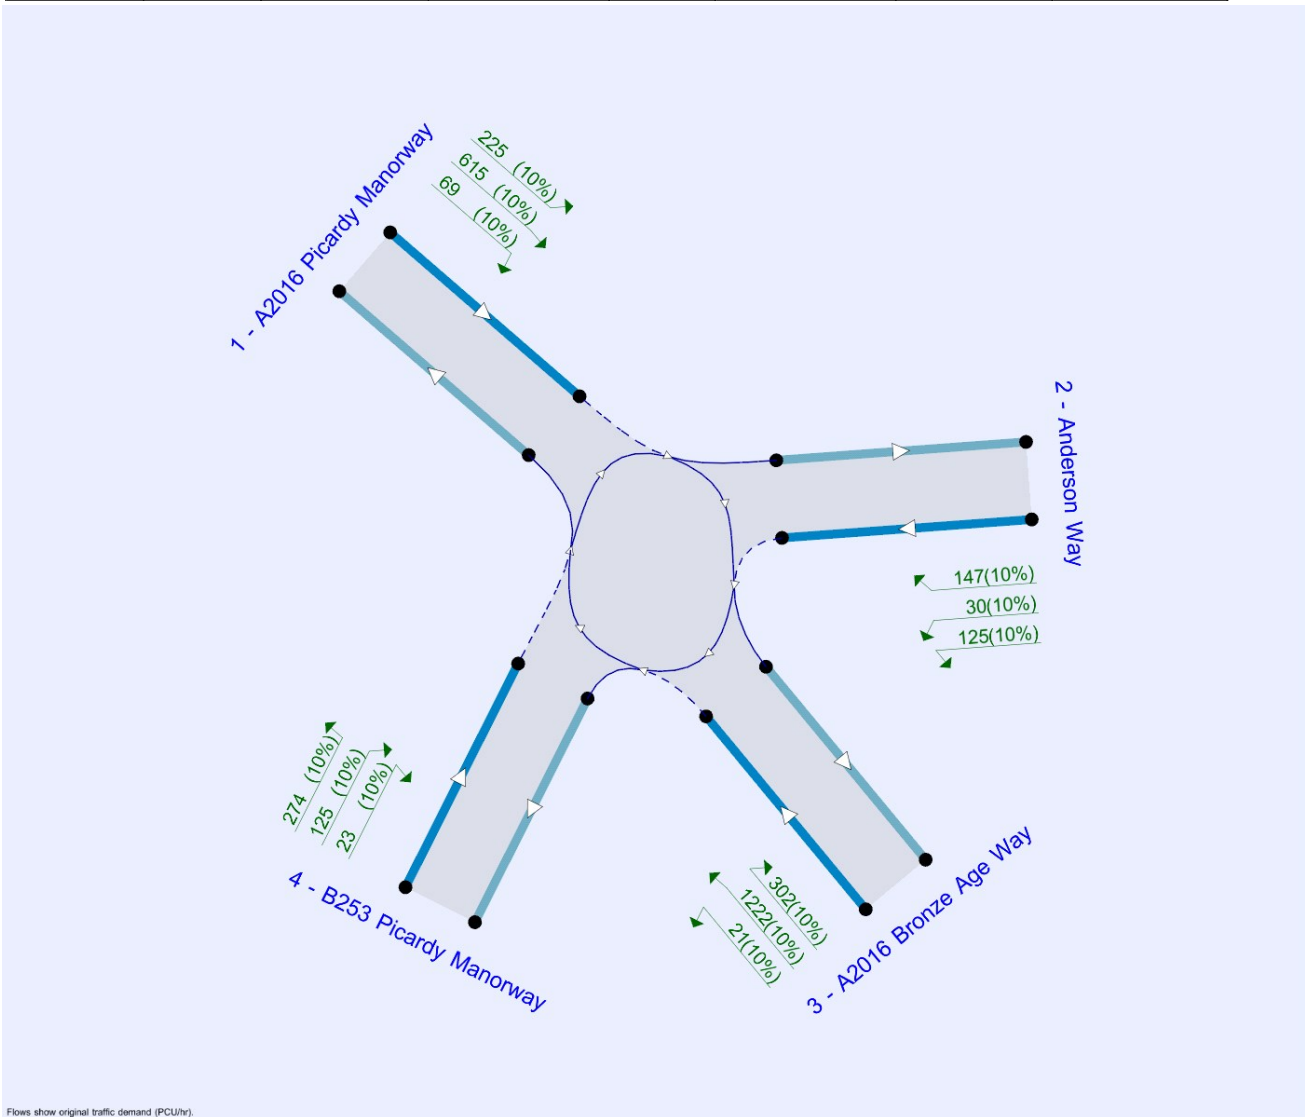 1 - A2016 Picardy Manorway
225 (10%)
615 (10%)
69 (10%)
2 - Anderson Way
147(10%)
30(10%)
125(10%)
274 (10%)
125 (10%)
23 (10%)
4 - B253 Picardy Manorway
302(10%)
1222(10%)
21(10%)
3 - A2016 Bronze Age Way
Flows show original traffic demand (PCU/hr).